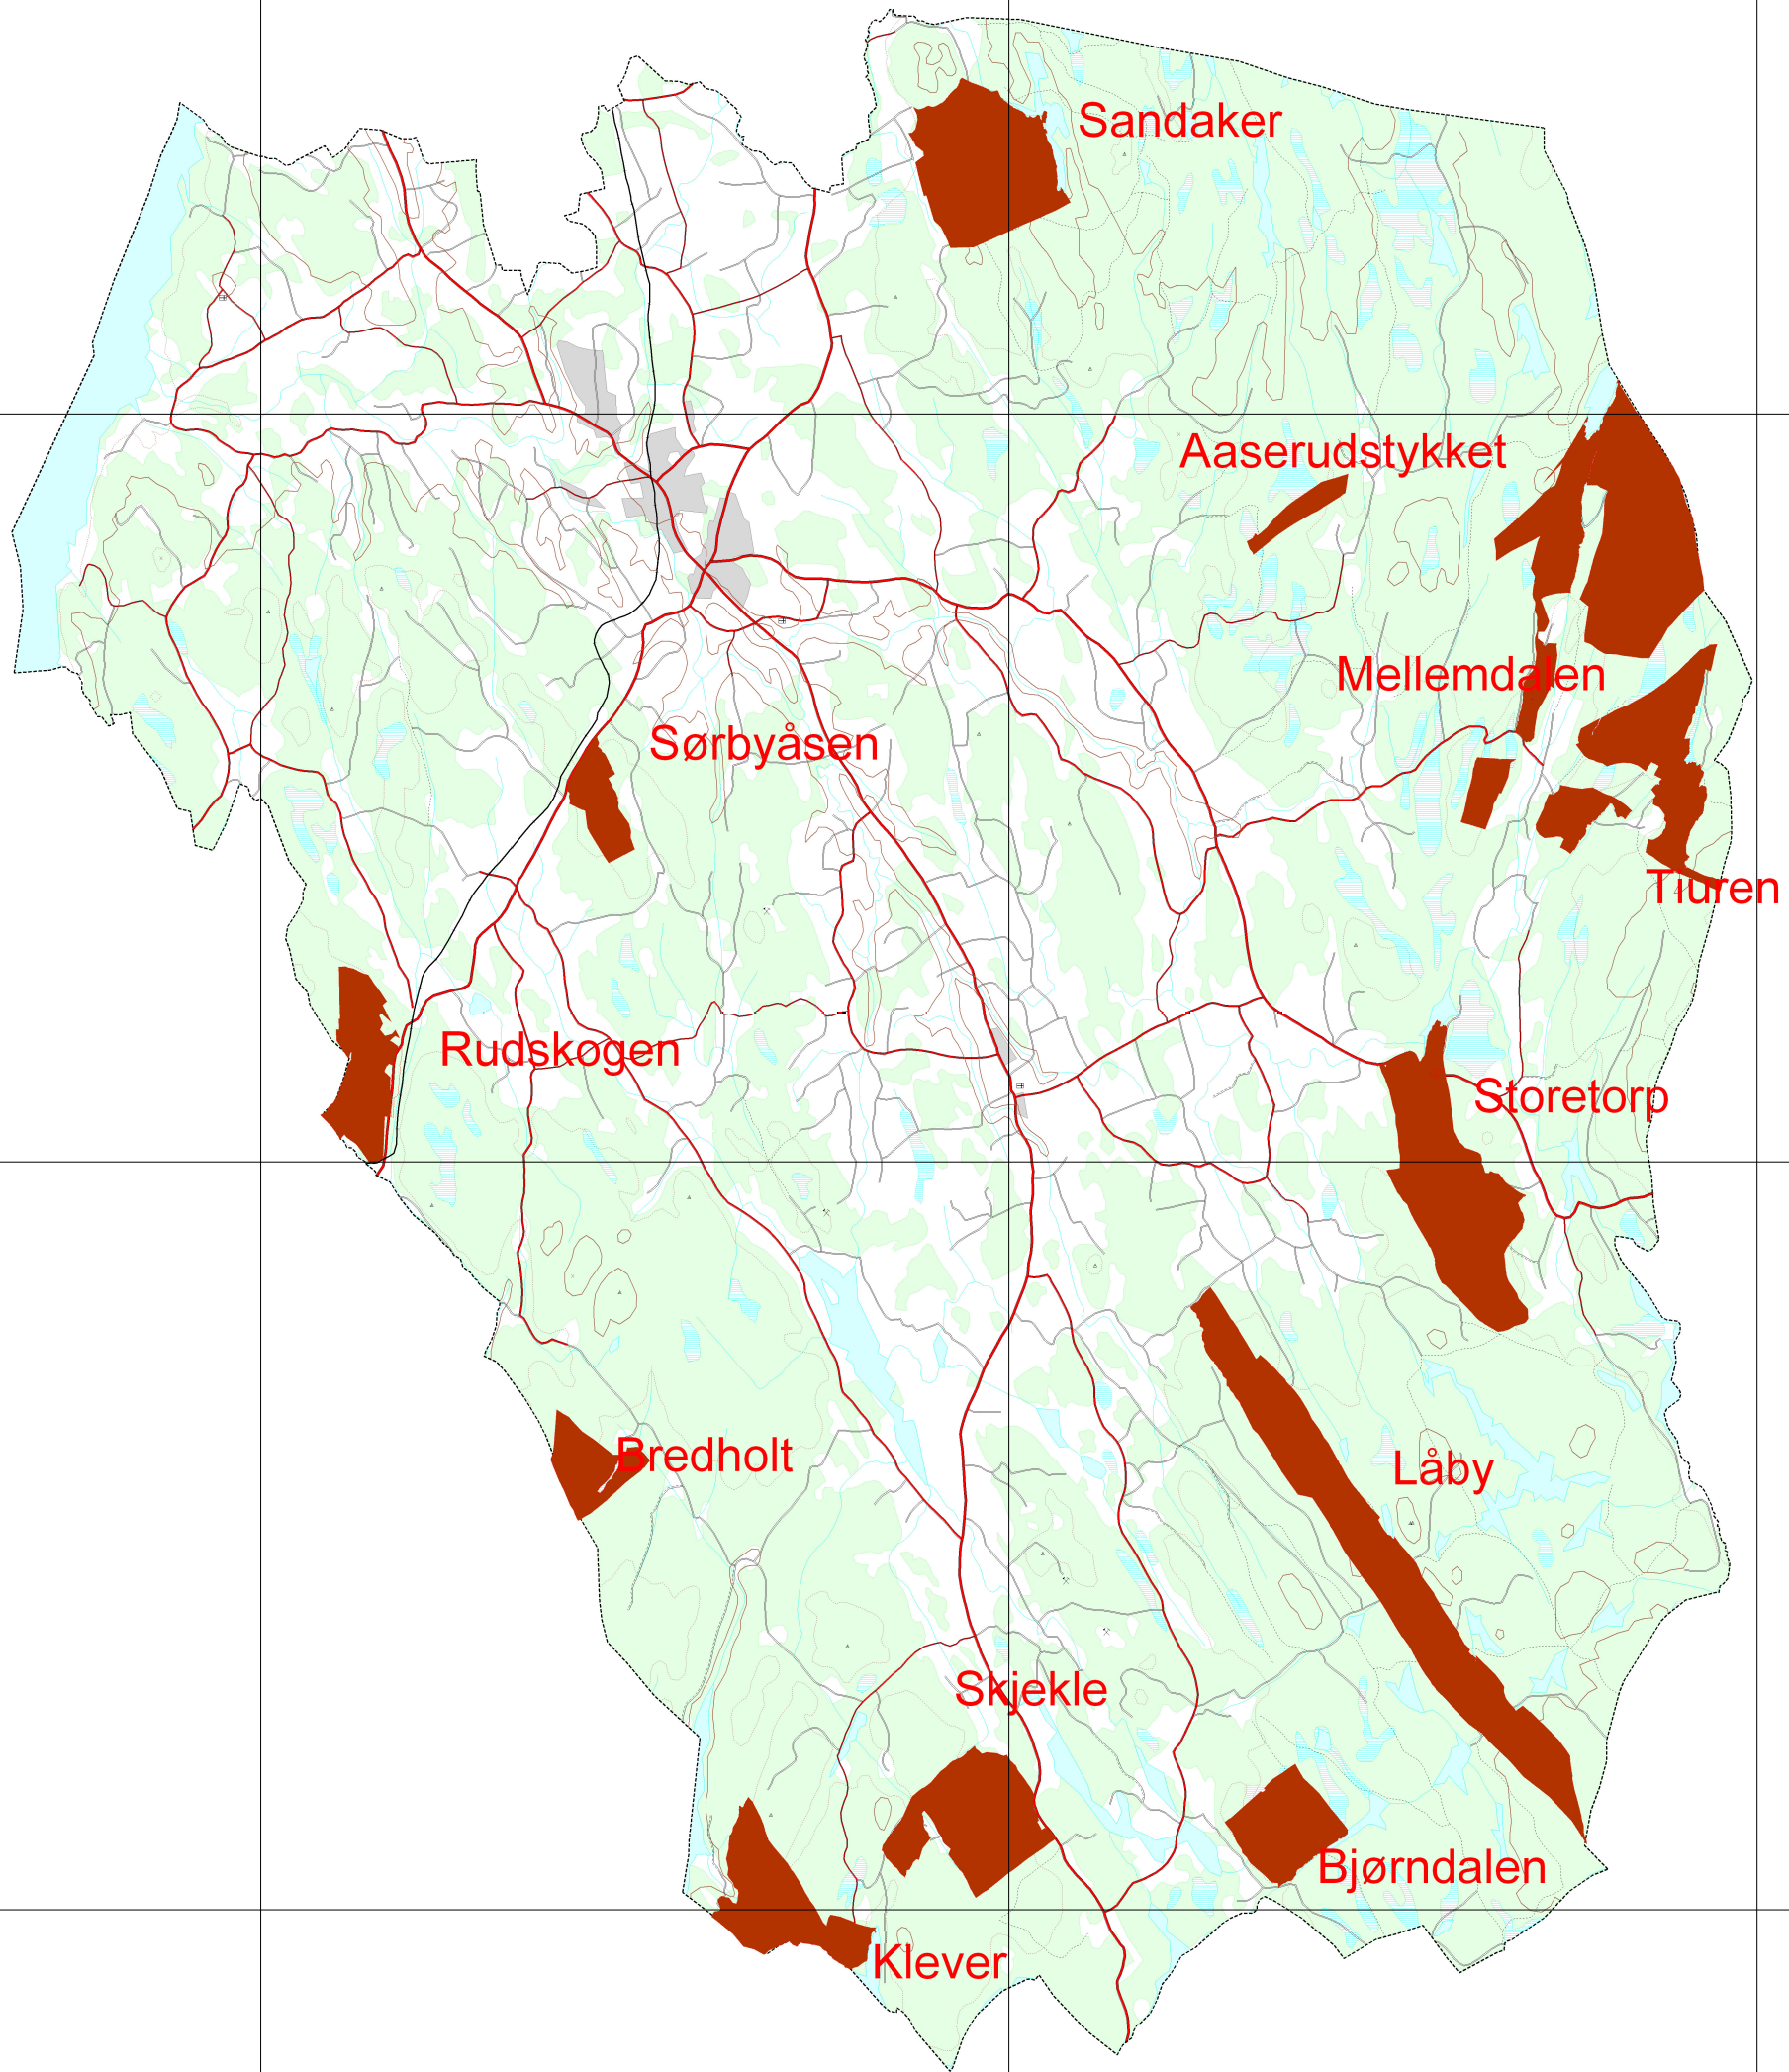 Sandaker
Aaserudstykket
Mellemdalen
Sørbyåsen
Tiuren
Rudskogen
Storetorp
Bredholt
Låby
Skjekle
Bjørndalen
Klever